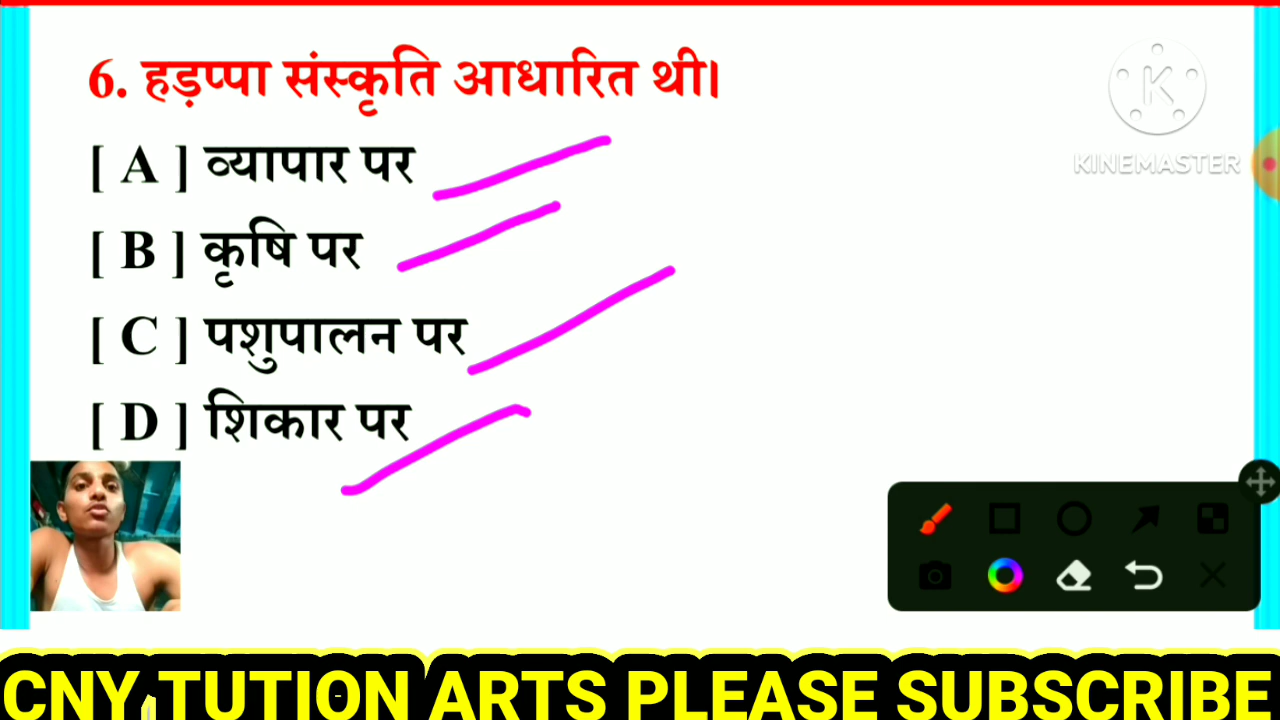 6. हड़प्पा संस्कृति आधारित थी।
[ A ] व्यापार पर
[ B ] कृषि पर
[ C ] पशुपालन पर
[ D ] शिकार पर
K
KINEMASTER
CNY TUTION ARTS PLEASE SUBSCRIBE